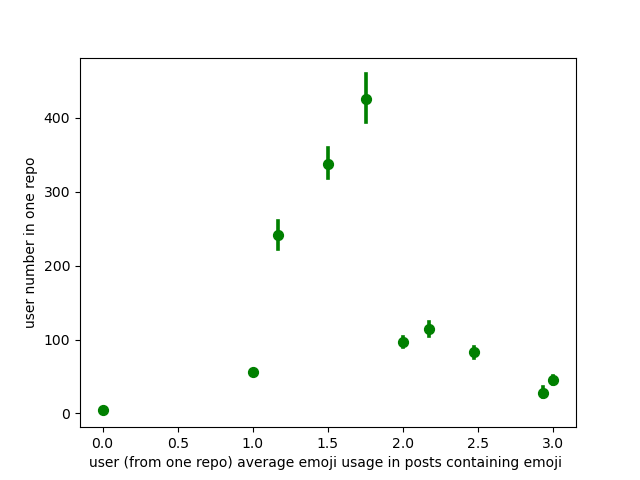 400
300
200
100
0
user number in one repo
0.0 0.5 1.0 1.5 2.0 2.5 3.0
user (from one repo) average emoji usage in posts containing emoji